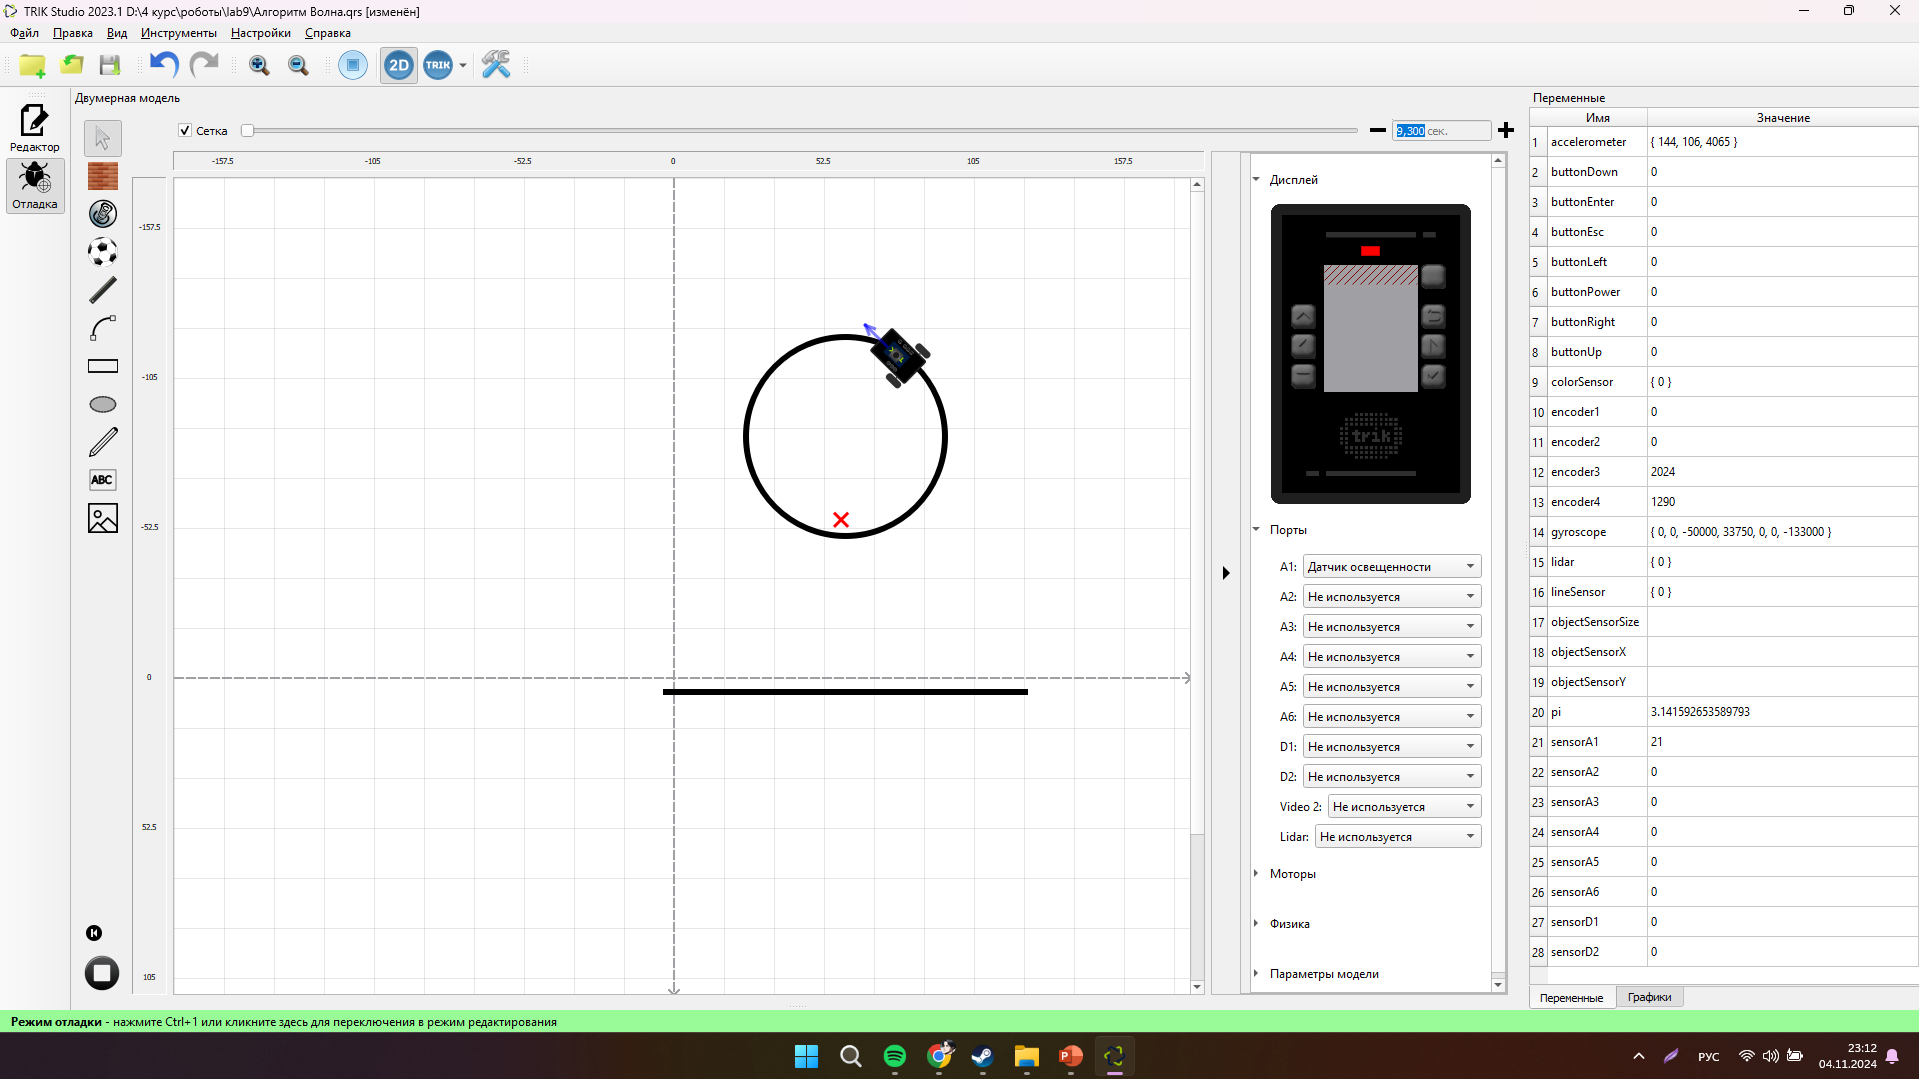 TRIK Studio 2023.1 D:\4 курс\роботы\lab9\Алгоритм Волна.qrs [изменён]
Файл Правка Вид Инструменты Настройки Справка
2D TRIK
Редактор
Отладка
Двумерная модель
Сетка
9,300 сек.
-157.5 -105 -52.5 0 52.5 105 157.5
-157.5
-105
-52.5
0
52.5
105
ABC
Дисплей
trik
Порты
A1: Датчик освещенности
A2: Не используется
A3: Не используется
A4: Не используется
A5: Не используется
A6: Не используется
D1: Не используется
D2: Не используется
Video 2: Не используется
Lidar: Не используется
Моторы
Физика
Параметры модели
Переменные
Имя Значение
1 accelerometer { 144, 106, 4065 }
2 buttonDown 0
3 buttonEnter 0
4 buttonEsc 0
5 buttonLeft 0
6 buttonPower 0
7 buttonRight 0
8 buttonUp 0
9 colorSensor { 0 }
10 encoder1 0
11 encoder2 0
12 encoder3 2024
13 encoder4 1290
14 gyroscope { 0, 0, -50000, 33750, 0, 0, -133000 }
15 lidar { 0 }
16 lineSensor { 0 }
17 objectSensorSize
18 objectSensorX
19 objectSensorY
20 pi 3.141592653589793
21 sensorA1 21
22 sensorA2 0
23 sensorA3 0
24 sensorA4 0
25 sensorA5 0
26 sensorA6 0
27 sensorD1 0
28 sensorD2 0
Переменные Графики
Режим отладки - нажмите Ctrl+1 или кликните здесь для переключения в режим редактирования
РУС
23:12
04.11.2024